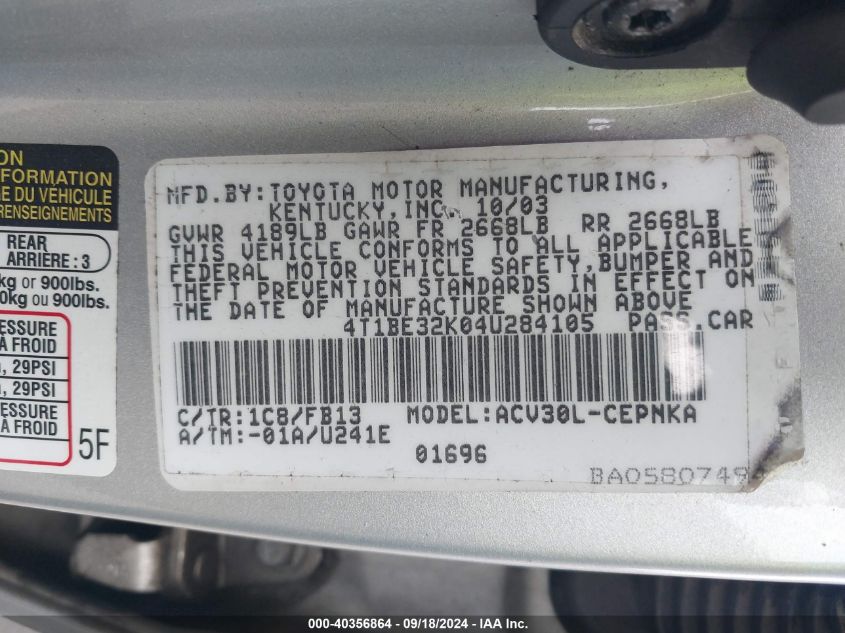 ON
FORMATION
E DU VÉHICULE
RENSEIGNEMENTS
REAR
ARRIÈRE : 3
kg or 900lbs.
0kg ou 900lbs.
ESSURE
A FROID
, 29PSI
, 29PSI
ESSURE
A FROID
5F
MFD.BY:TOYOTA MOTOR MANUFACTURING,
KENTUCKY,INC. 10/03
GVWR 4189LB GAWR FR 2668LB RR 2668LB
THIS VEHICLE CONFORMS TO ALL APPLICABLE
FEDERAL MOTOR VEHICLE SAFETY,BUMPER AND
THEFT PREVENTION STANDARDS IN EFFECT ON
THE DATE OF MANUFACTURE SHOWN ABOVE
4T1BE32K04U284105 PASS.CAR
C/TR:1C8/FB13 MODEL:ACV30L-CEPNKA
A/TM:-01A/U241E
01696
BA0580749
000-40356864 - 09/18/2024 - IAA Inc.